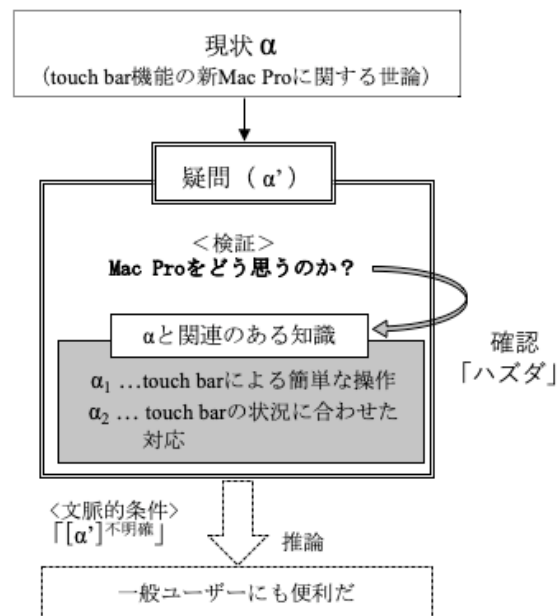 現状 α
（touch bar機能の新Mac Proに関する世論）
疑問（ α’ ）
＜検証＞
Mac Proをどう思うのか？
αと関連のある知識
α1 …touch barによる簡単な操作
α2 … touch barの状況に合わせた
対応
確認
「ハズダ」
＜文脈的条件＞
「[α’]不明確」
推論
一般ユーザーにも便利だ